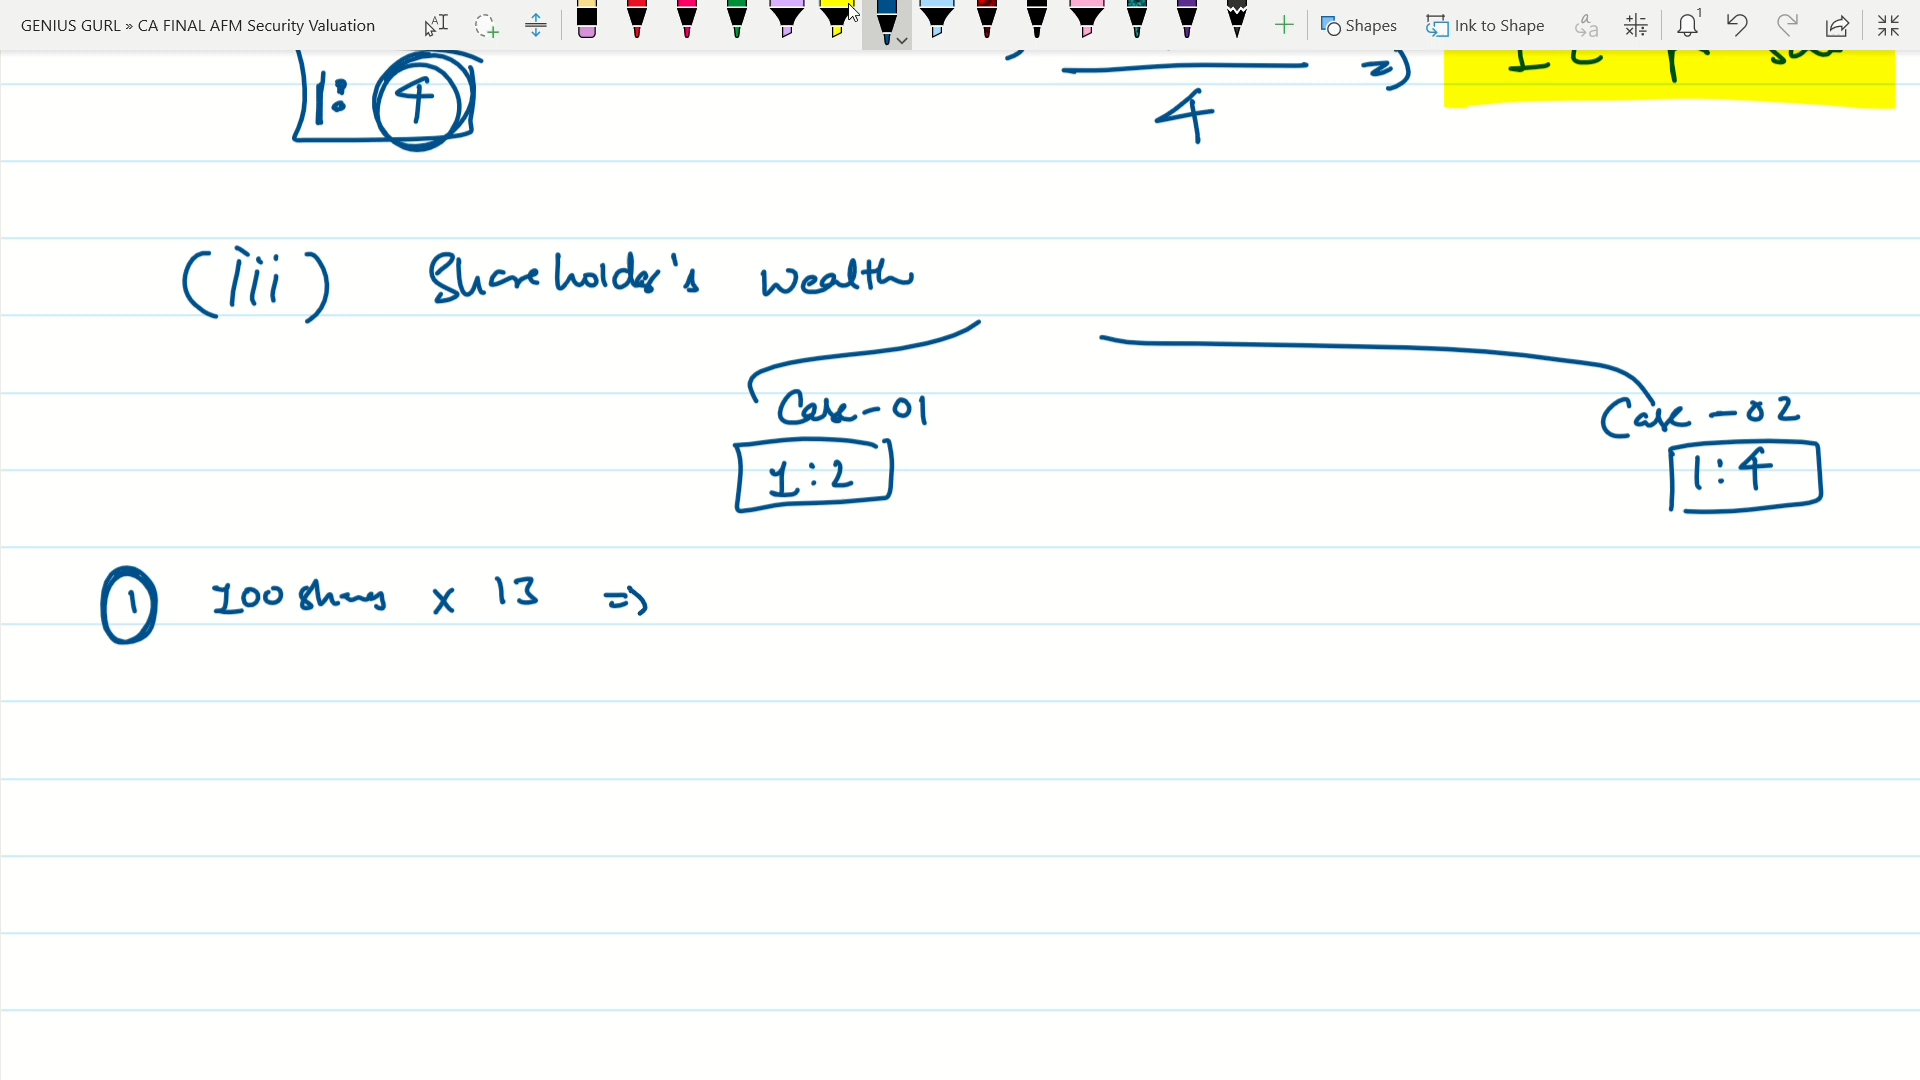 GENIUS GURL » CA FINAL AFM Security Valuation Shapes Ink to Shape
1: 4
4 =>
(iii) Shareholder's wealth
Case-01 Case-02
1:2 1:4
1 100 shares x 13 =>